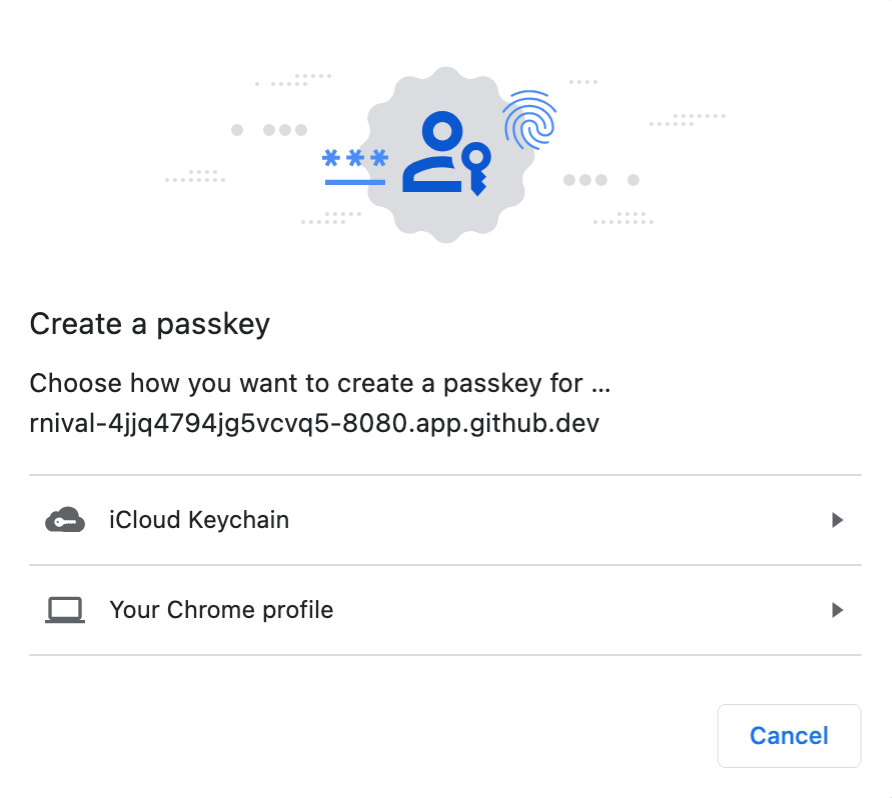 ***
Create a passkey
Choose how you want to create a passkey for ...
rnival-4jjq4794jg5vcvq5-8080.app.github.dev
iCloud Keychain
Your Chrome profile
Cancel